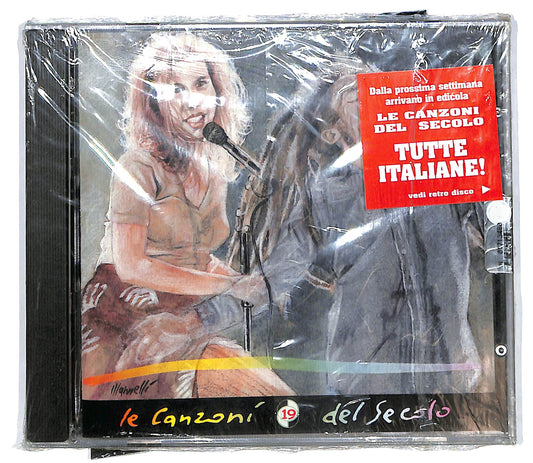 Dalla prossima settimana
arrivano in edicola
LE CANZONI
DEL SECOLO
TUTTE
ITALIANE!
vedi retro disco
Mannelli
le Canzoni 19 del Secolo